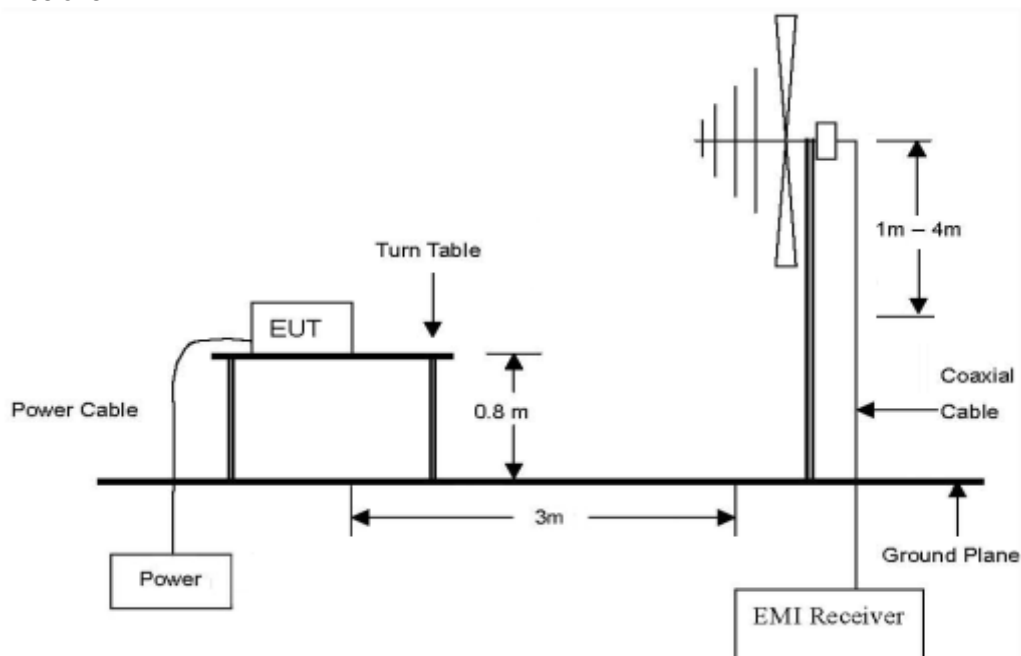 1m – 4m
Turn Table
EUT
Coaxial
Cable
Power Cable
0.8 m
3m
Ground Plane
Power
EMI Receiver